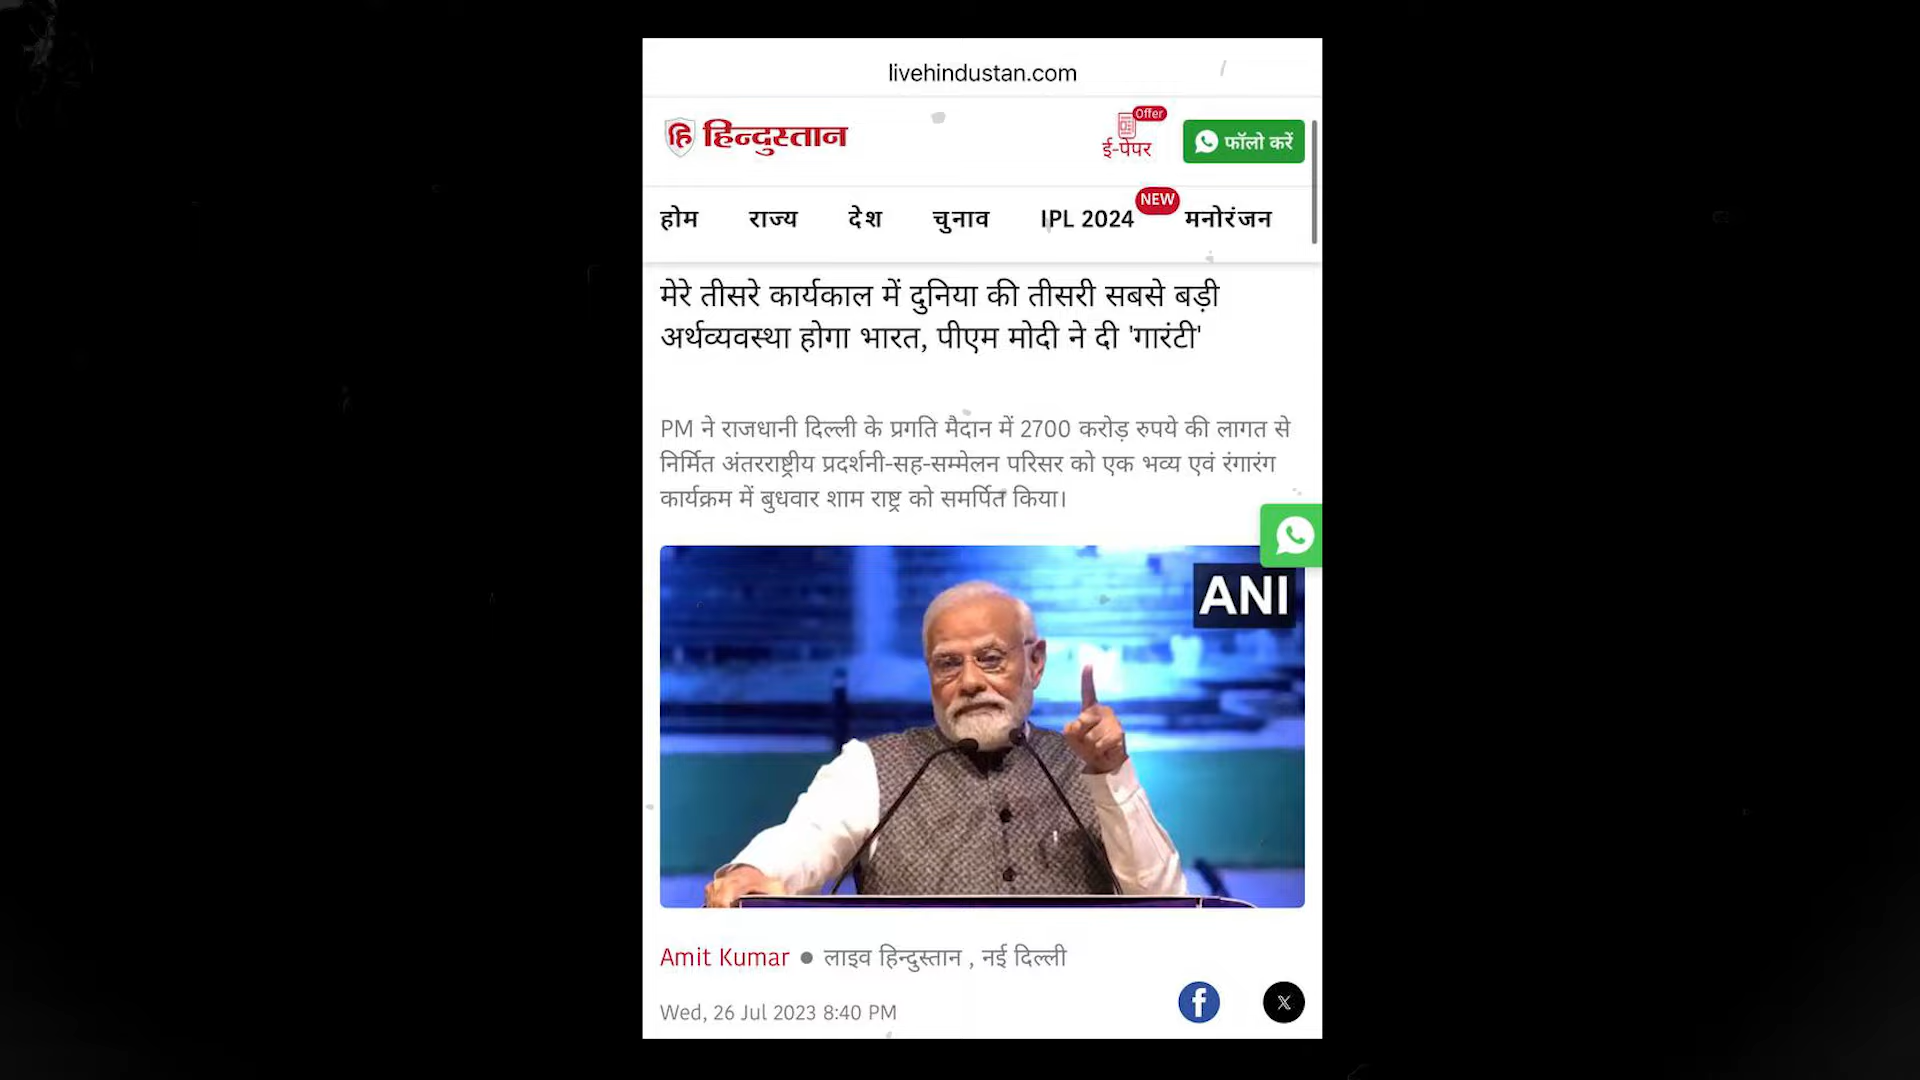 livehindustan.com
हि हिन्दुस्तान
Offer
ई-पेपर
फॉलो करें
होम राज्य देश चुनाव IPL 2024 NEW मनोरंजन
मेरे तीसरे कार्यकाल में दुनिया की तीसरी सबसे बड़ी
अर्थव्यवस्था होगा भारत, पीएम मोदी ने दी 'गारंटी'
PM ने राजधानी दिल्ली के प्रगति मैदान में 2700 करोड़ रुपये की लागत से
निर्मित अंतरराष्ट्रीय प्रदर्शनी-सह-सम्मेलन परिसर को एक भव्य एवं रंगारंग
कार्यक्रम में बुधवार शाम राष्ट्र को समर्पित किया।
ANI
Amit Kumar ● लाइव हिन्दुस्तान , नई दिल्ली
Wed, 26 Jul 2023 8:40 PM